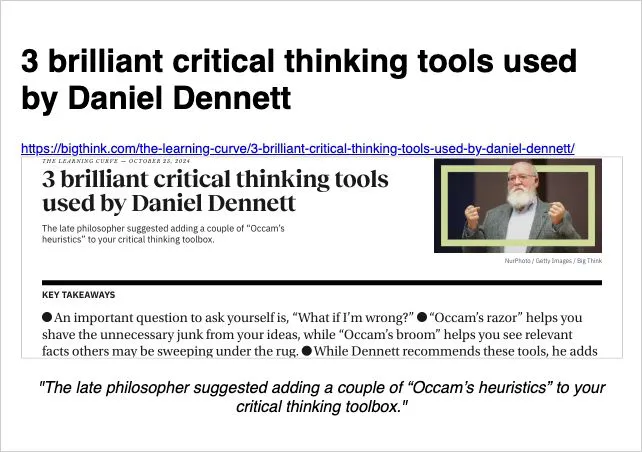 3 brilliant critical thinking tools used
by Daniel Dennett
https://bigthink.com/the-learning-curve/3-brilliant-critical-thinking-tools-used-by-daniel-dennett/
THE LEARNING CURVE — OCTOBER 25, 2024
3 brilliant critical thinking tools
used by Daniel Dennett
The late philosopher suggested adding a couple of “Occam’s
heuristics” to your critical thinking toolbox.
NurPhoto / Getty Images / Big Think
KEY TAKEAWAYS
● An important question to ask yourself is, “What if I’m wrong?” ● “Occam’s razor” helps you
shave the unnecessary junk from your ideas, while “Occam’s broom” helps you see relevant
facts others may be sweeping under the rug. ● While Dennett recommends these tools, he adds
"The late philosopher suggested adding a couple of “Occam’s heuristics” to your
critical thinking toolbox."